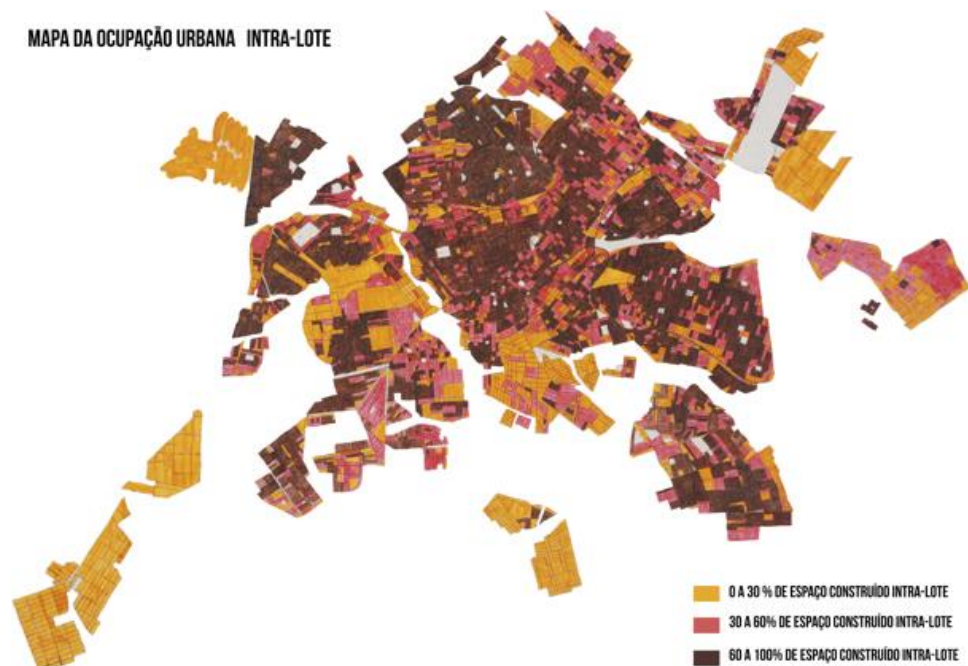 MAPA DA OCUPAÇÃO URBANA INTRA-LOTE
0 A 30 % DE ESPAÇO CONSTRUÍDO INTRA-LOTE
30 A 60% DE ESPAÇO CONSTRUÍDO INTRA-LOTE
60 A 100% DE ESPAÇO CONSTRUÍDO INTRA-LOTE